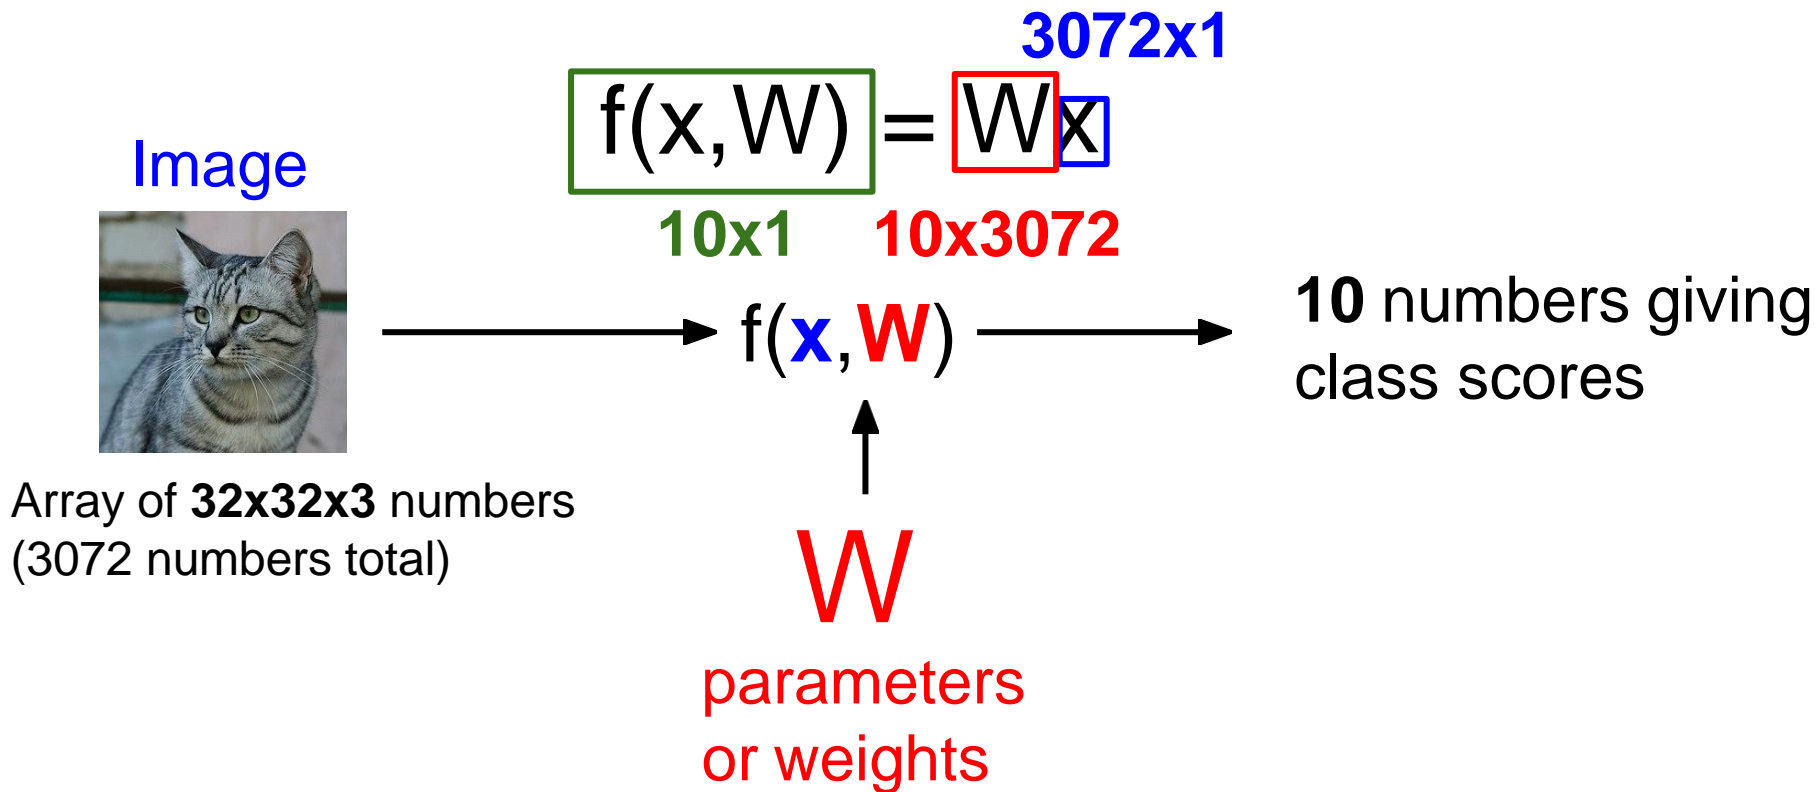 3072x1
f(x,W) = Wx
Image
10x1 10x3072
f(x,W)
10 numbers giving
class scores
Array of 32x32x3 numbers
(3072 numbers total)
W
parameters
or weights